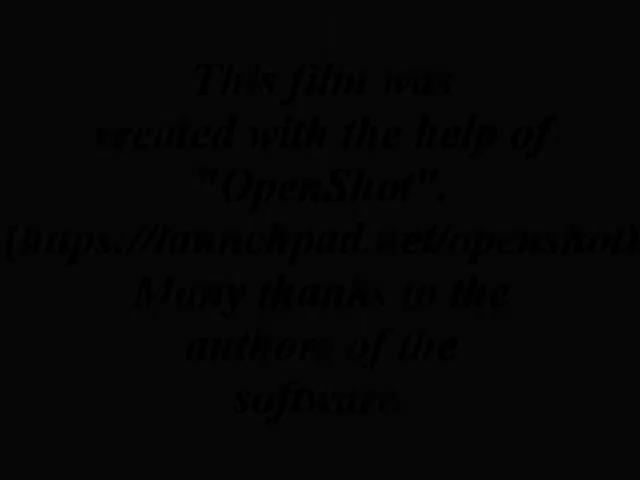 This film was
created with the help of
"OpenShot".
[https://launchpad.net/openshot]
Many thanks to the
authors of the
software.